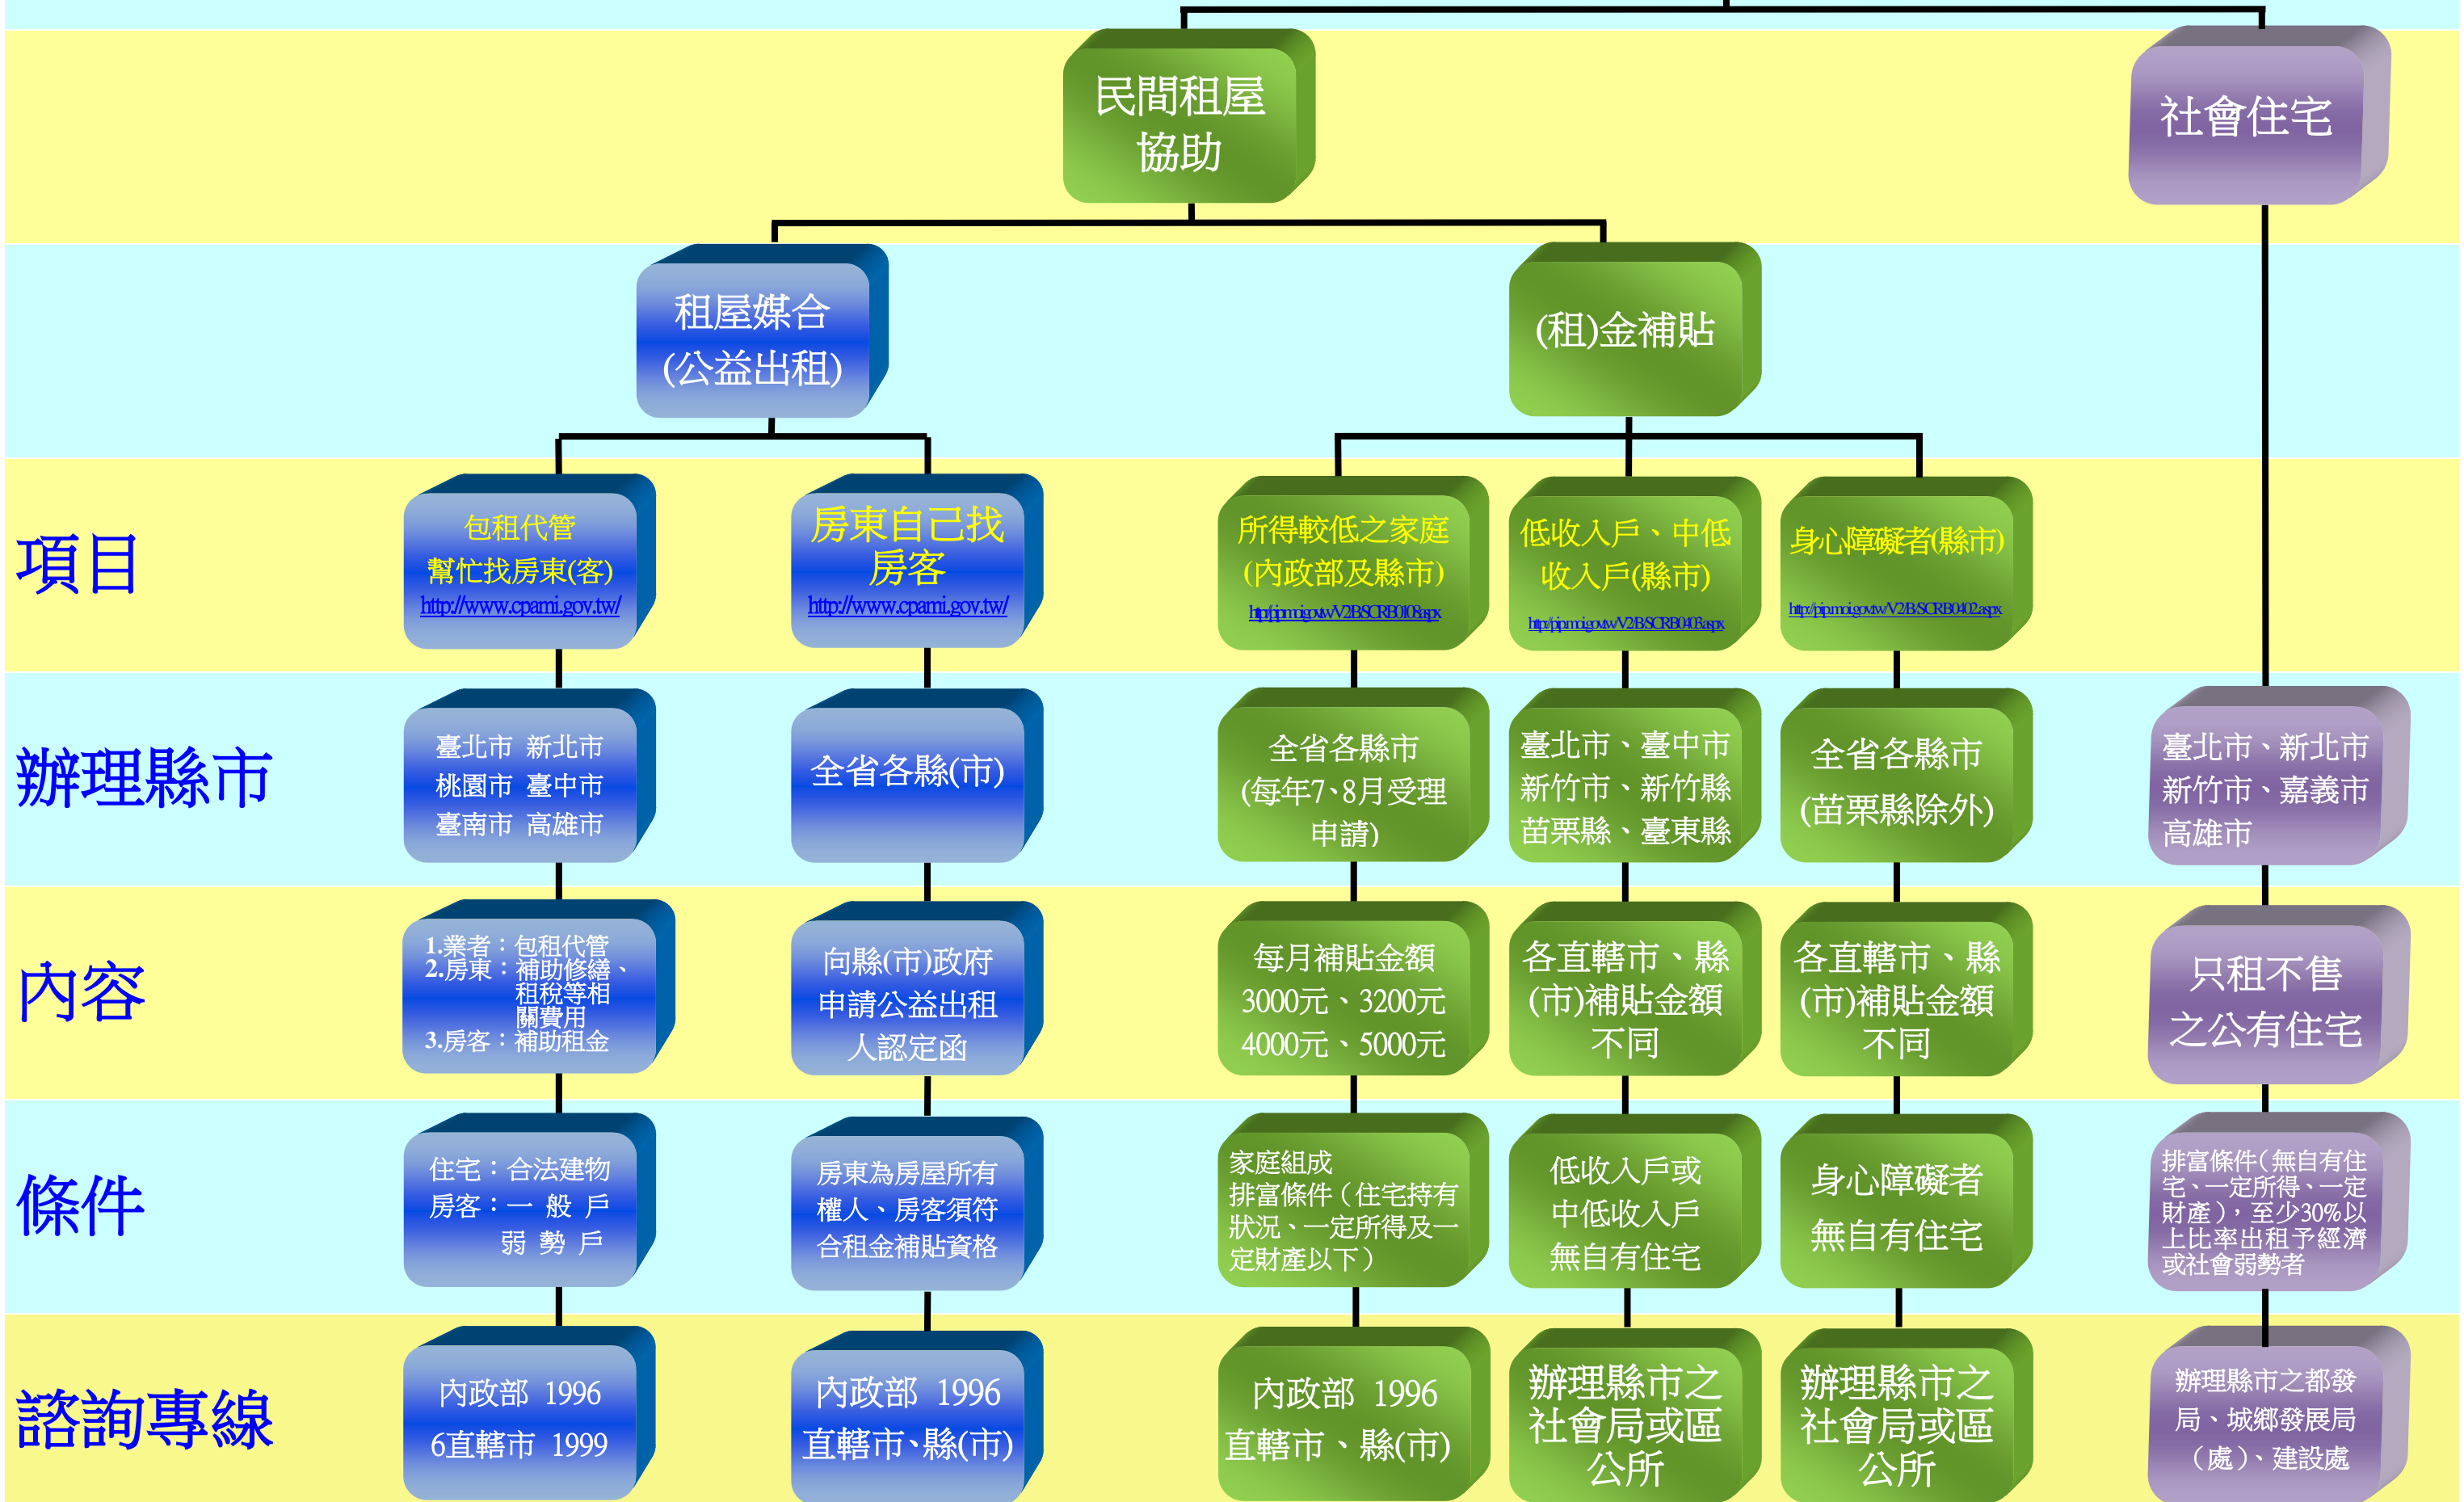 民間租屋
協助
社會住宅
租屋媒合
(公益出租)
(租)金補貼
項目
包租代管
幫忙找房東(客)
http://www.cpami.gov.tw/
房東自己找
房客
http://www.cpami.gov.tw/
所得較低之家庭
(內政部及縣市)
http://pip.moi.gov.tw/V2/B/SCRB0108.aspx
低收入戶、中低
收入戶(縣市)
http://pip.moi.gov.tw/V2/B/SCRB0403.aspx
身心障礙者(縣市)
http://pip.moi.gov.tw/V2/B/SCRB0402.aspx
辦理縣市
臺北市 新北市
桃園市 臺中市
臺南市 高雄市
全省各縣(市)
全省各縣市
(每年7、8月受理
申請)
臺北市、臺中市
新竹市、新竹縣
苗栗縣、臺東縣
全省各縣市
(苗栗縣除外)
臺北市、新北市
新竹市、嘉義市
高雄市
內容
1.業者：包租代管
2.房東：補助修繕、
租稅等相
關費用
3.房客：補助租金
向縣(市)政府
申請公益出租
人認定函
每月補貼金額
3000元、3200元
4000元、5000元
各直轄市、縣
(市)補貼金額
不同
各直轄市、縣
(市)補貼金額
不同
只租不售
之公有住宅
條件
住宅：合法建物
房客：一 般 戶
弱 勢 戶
房東為房屋所有
權人、房客須符
合租金補貼資格
家庭組成
排富條件（住宅持有
狀況、一定所得及一
定財產以下）
低收入戶或
中低收入戶
無自有住宅
身心障礙者
無自有住宅
排富條件(無自有住
宅、一定所得、一定
財產)，至少30%以
上比率出租予經濟
或社會弱勢者
諮詢專線
內政部 1996
6直轄市 1999
內政部 1996
直轄市、縣(市)
內政部 1996
直轄市、縣(市)
辦理縣市之
社會局或區
公所
辦理縣市之
社會局或區
公所
辦理縣市之都發
局、城鄉發展局
（處）、建設處